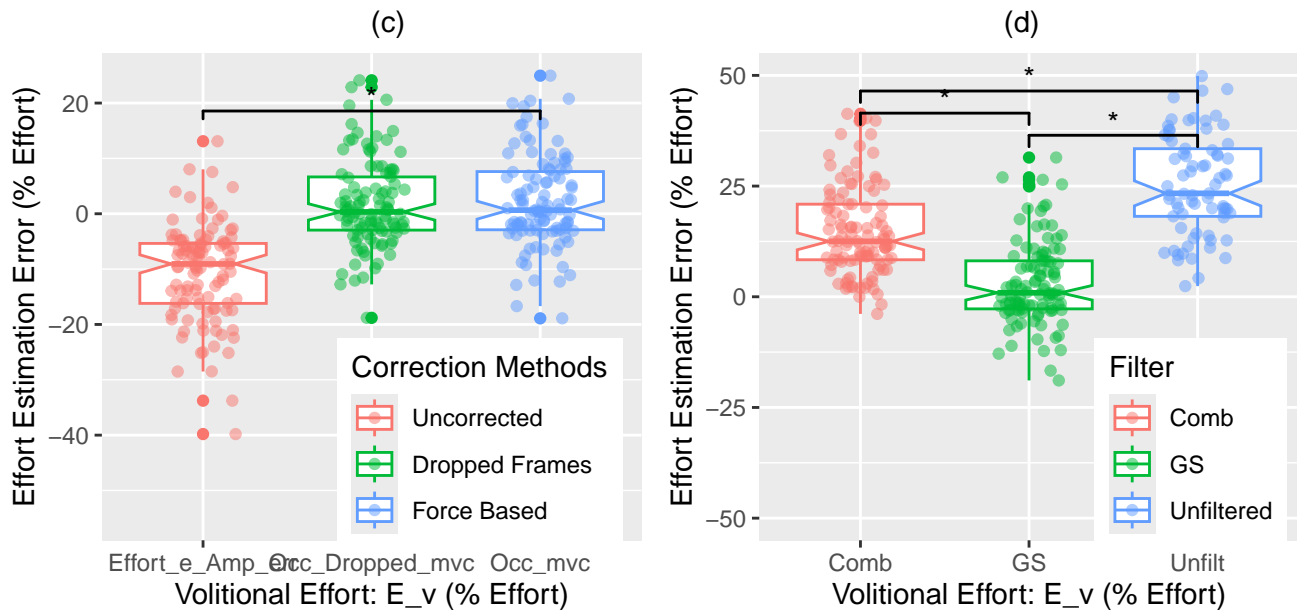 (c)
Effort Estimation Error (% Effort)
20
0
−20
−40
*
Correction Methods
Uncorrected
Dropped Frames
Force Based
Effort_e_Amp_err
Occ_Dropped_mvc
Occ_mvc
Volitional Effort: E_v (% Effort)
(d)
Effort Estimation Error (% Effort)
50
25
0
−25
−50
*
*
*
Filter
Comb
GS
Unfiltered
Comb
GS
Unfilt
Volitional Effort: E_v (% Effort)